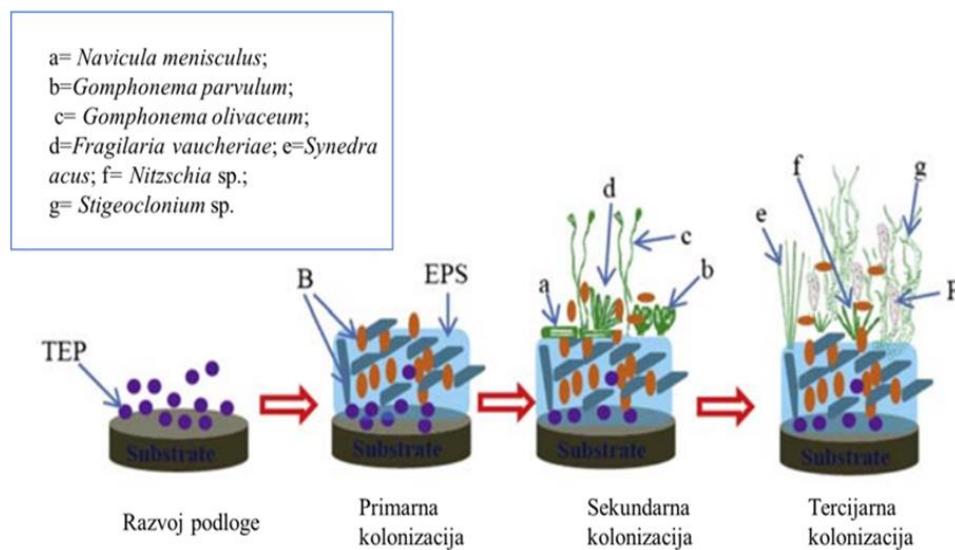 a= Navicula menisculus;
b=Gomphonema parvulum;
c= Gomphonema olivaceum;
d=Fragilaria vaucheriae; e=Synedra
acus; f= Nitzschia sp.;
g= Stigeoclonium sp.
TEP
B
EPS
a
d
c
b
e
f
g
P
Substrate
Substrate
Substrate
Substrate
Razvoj podloge
Primarna
kolonizacija
Sekundarna
kolonizacija
Tercijarna
kolonizacija